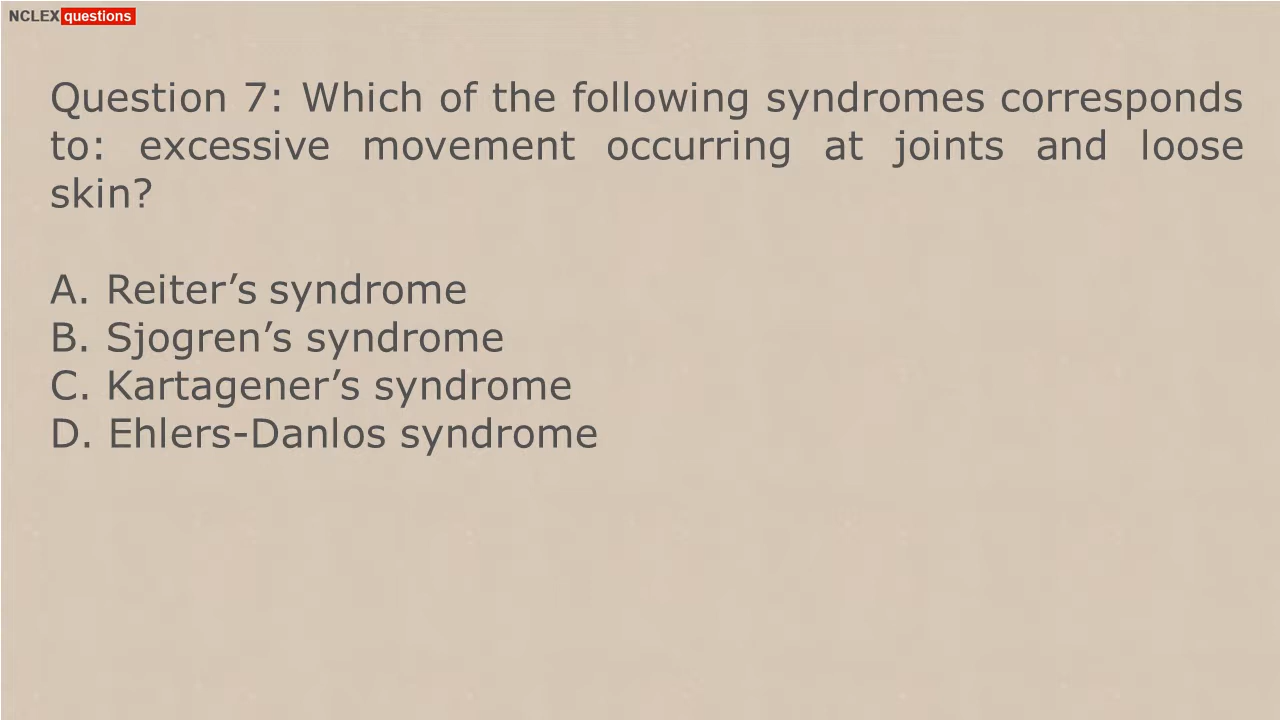 NCLEX questions
Question 7: Which of the following syndromes corresponds
to: excessive movement occurring at joints and loose
skin?
A. Reiter’s syndrome
B. Sjogren’s syndrome
C. Kartagener’s syndrome
D. Ehlers-Danlos syndrome